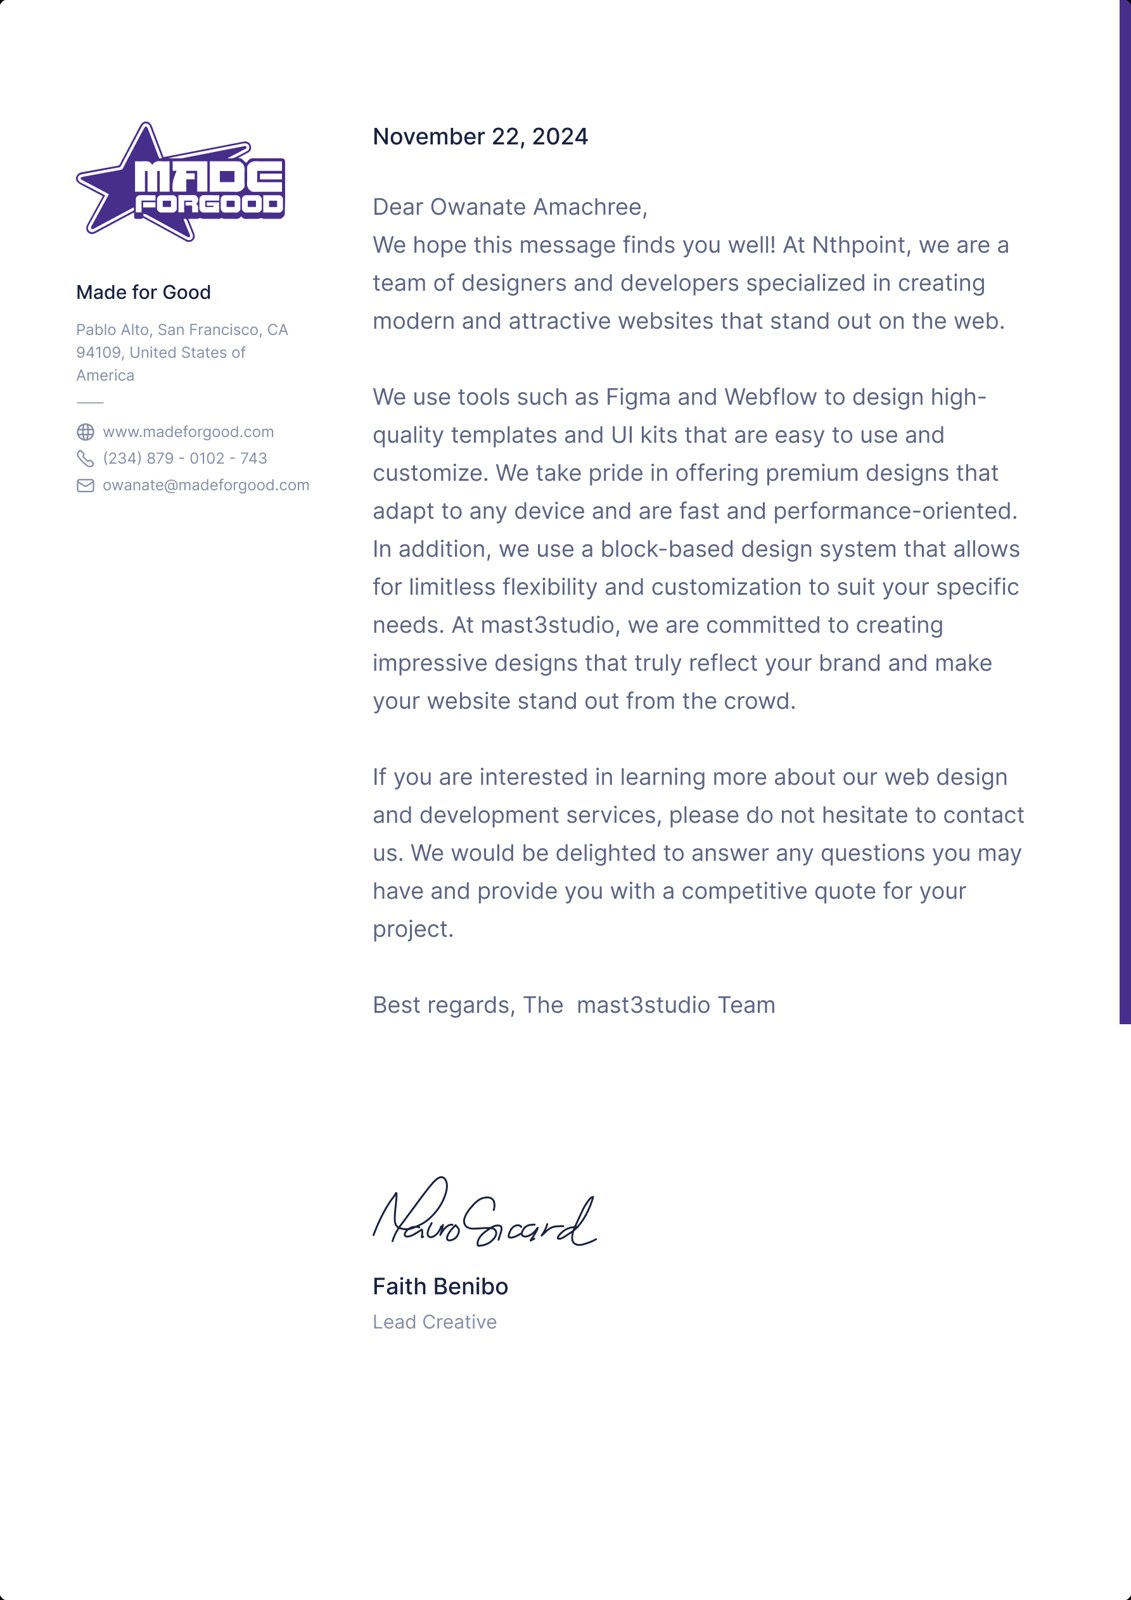 MADE
FORGOOD
Made for Good
Pablo Alto, San Francisco, CA
94109, United States of
America
www.madeforgood.com
(234) 879 - 0102 - 743
owanate@madeforgood.com
November 22, 2024
Dear Owanate Amachree,
We hope this message finds you well! At Nthpoint, we are a
team of designers and developers specialized in creating
modern and attractive websites that stand out on the web.
We use tools such as Figma and Webflow to design high-
quality templates and UI kits that are easy to use and
customize. We take pride in offering premium designs that
adapt to any device and are fast and performance-oriented.
In addition, we use a block-based design system that allows
for limitless flexibility and customization to suit your specific
needs. At mast3studio, we are committed to creating
impressive designs that truly reflect your brand and make
your website stand out from the crowd.
If you are interested in learning more about our web design
and development services, please do not hesitate to contact
us. We would be delighted to answer any questions you may
have and provide you with a competitive quote for your
project.
Best regards, The  mast3studio Team
Mauro Sicard
Faith Benibo
Lead Creative